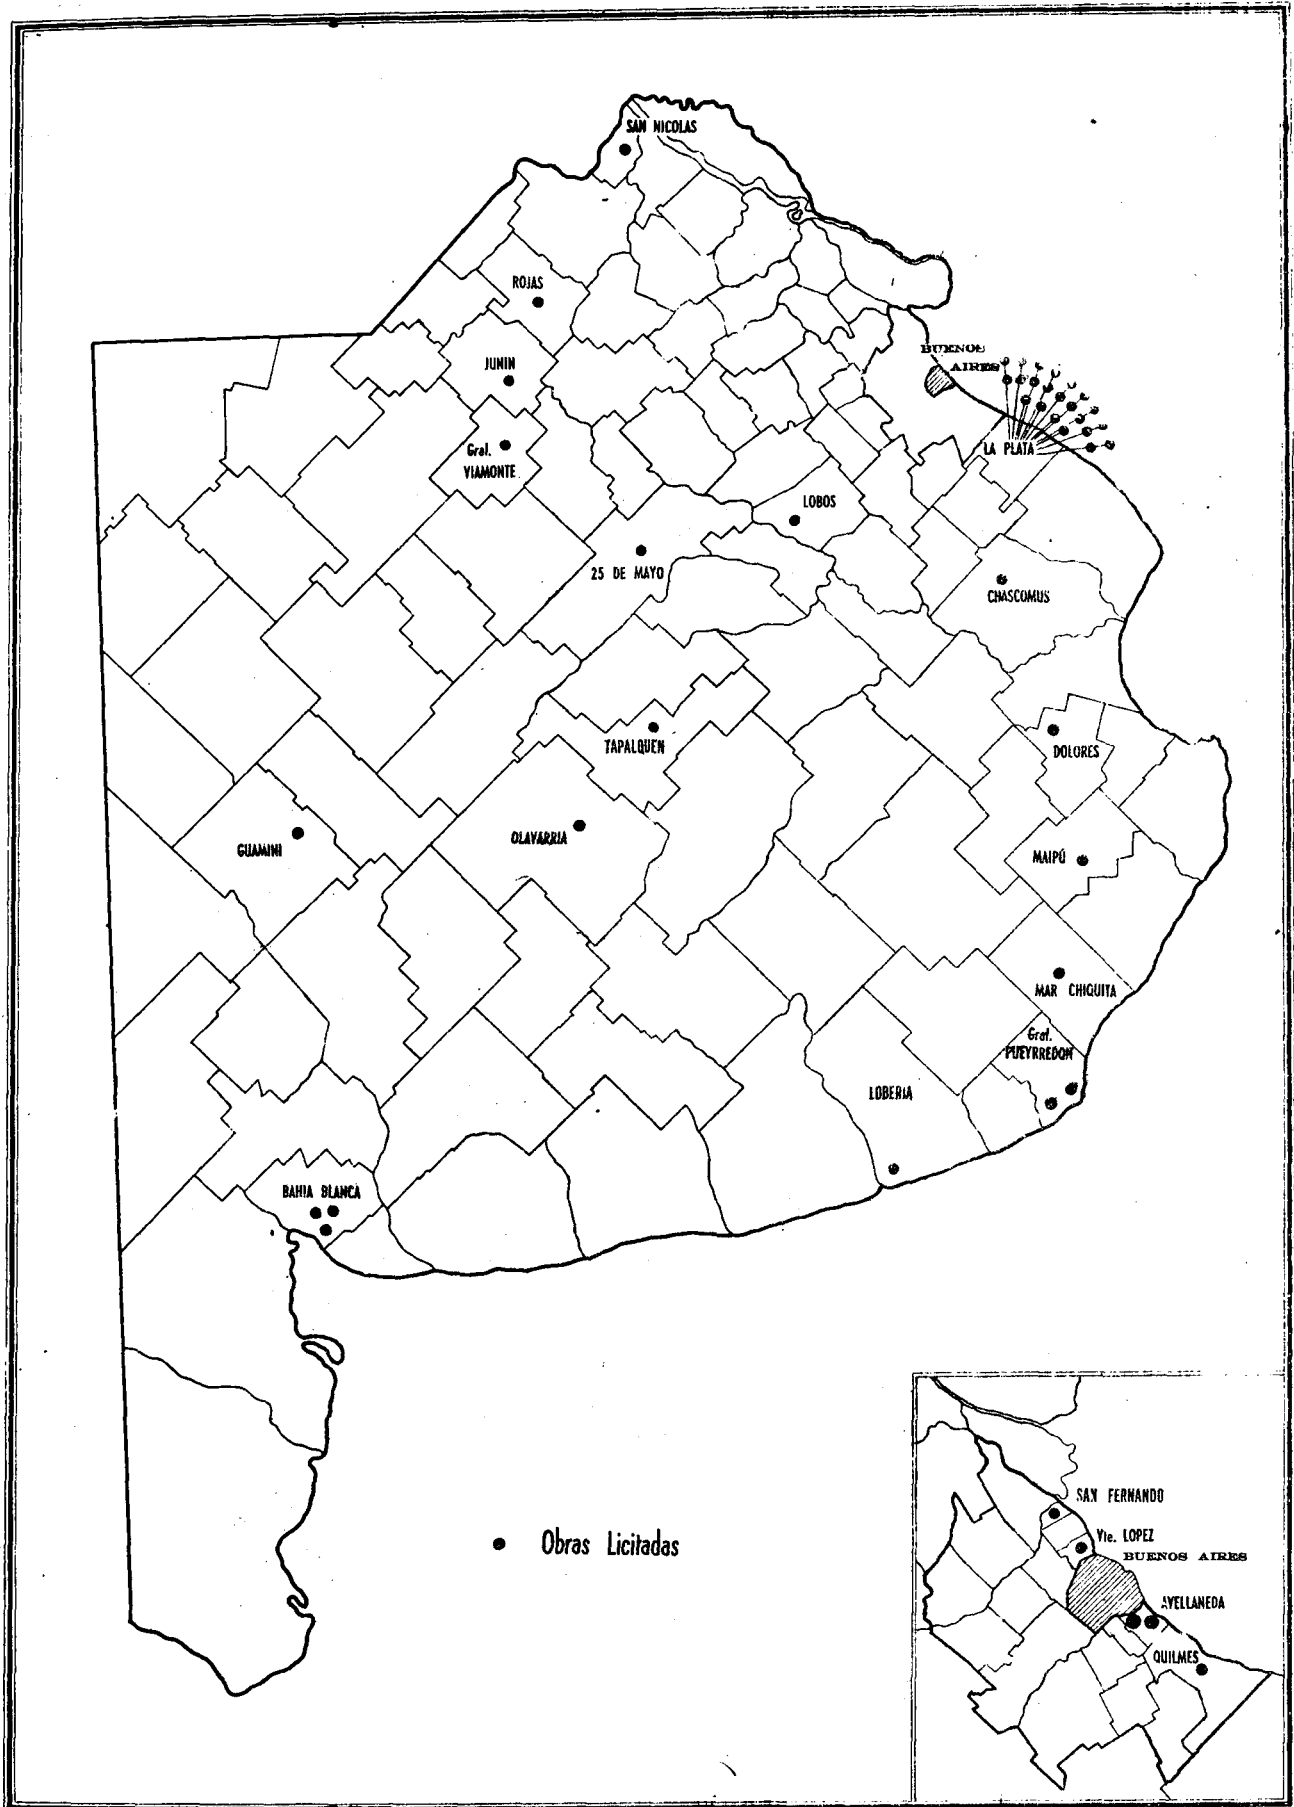 SAN NICOLAS
ROJAS
JUNIN
BUENOS
AIRES
Gral.
VIAMONTE
LA PLATA
LOBOS
25 DE MAYO
CHASCOMUS
TAPALQUEN
DOLORES
GUAMINI
OLAVARRIA
MAIPÚ
MAR CHIQUITA
Gral.
PUEYRREDON
LOBERIA
BAHIA BLANCA
Obras Licitadas
SAN FERNANDO
Vte. LOPEZ
BUENOS AIRES
AVELLANEDA
QUILMES